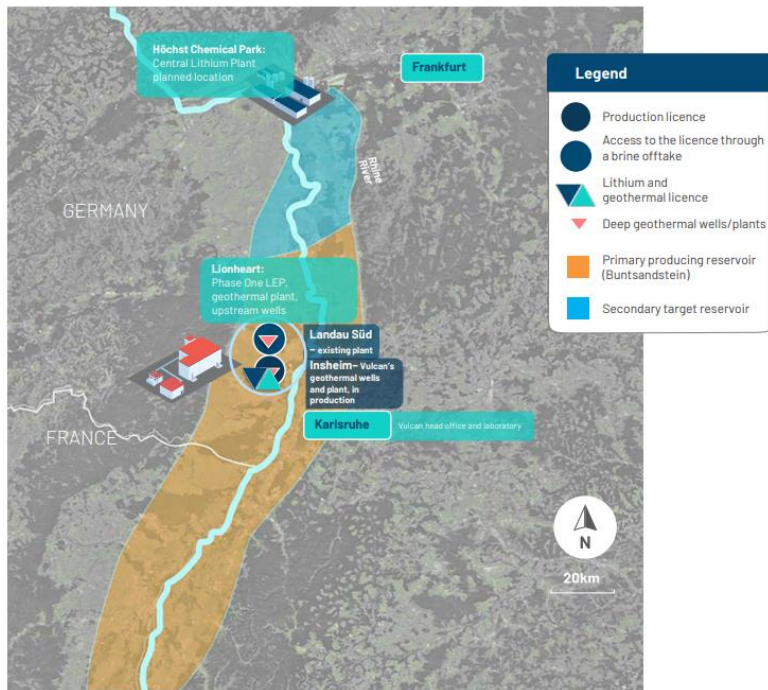 Höchst Chemical Park:
Central Lithium Plant
planned location
Frankfurt
Rhine
River
GERMANY
Lionheart:
Phase One LEP,
geothermal plant,
upstream wells
Landau Süd
– existing plant
Insheim– Vulcan's
geothermal wells
and plant, in
production
FRANCE
Karlsruhe
Vulcan head office and laboratory
N
20km
Legend
Production licence
Access to the licence through
a brine offtake
Lithium and
geothermal licence
Deep geothermal wells/plants
Primary producing reservoir
(Buntsandstein)
Secondary target reservoir